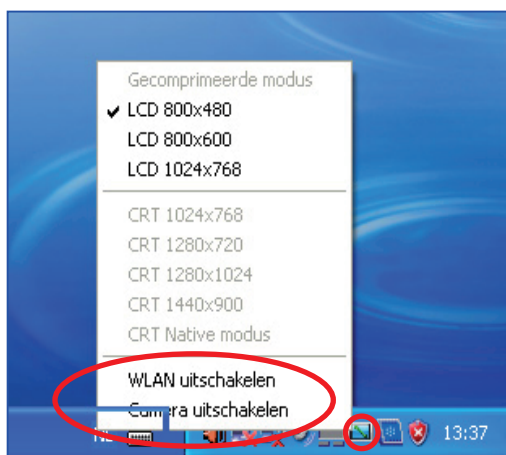 Gecomprimeerde modus
LCD 800x480
LCD 800x600
LCD 1024x768
CRT 1024x768
CRT 1280x720
CRT 1280x1024
CRT 1440x900
CRT Native modus
WLAN uitschakelen
Camera uitschakelen
13:37